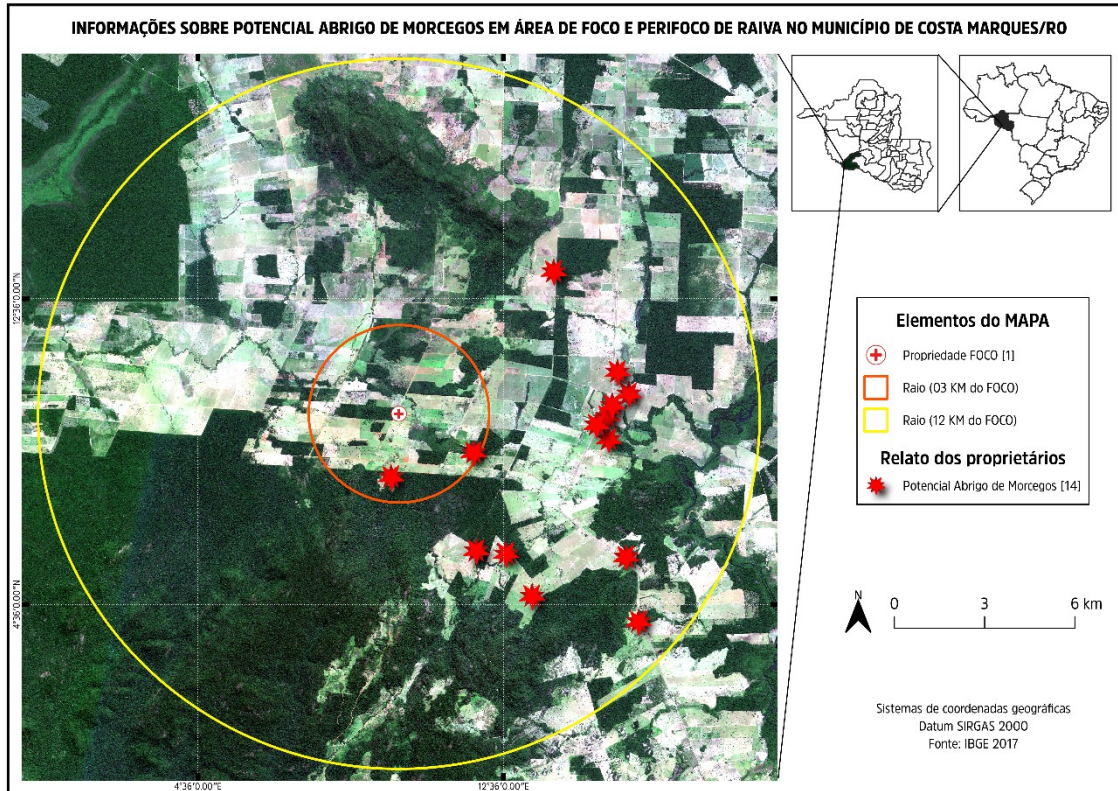 INFORMAÇÕES SOBRE POTENCIAL ABRIGO DE MORCEGOS EM ÁREA DE FOCO E PERIFOCO DE RAIVA NO MUNICÍPIO DE COSTA MARQUES/RO
12°36'0.00"N
4°36'0.00"N
4°36'0.00"E
12°36'0.00"E
Elementos do MAPA
Propriedade FOCO [1]
Raio (03 KM do FOCO)
Raio (12 KM do FOCO)
Relato dos proprietários
Potencial Abrigo de Morcegos [14]
N
0 3 6 km
Sistemas de coordenadas geográficas
Datum SIRGAS 2000
Fonte: IBGE 2017